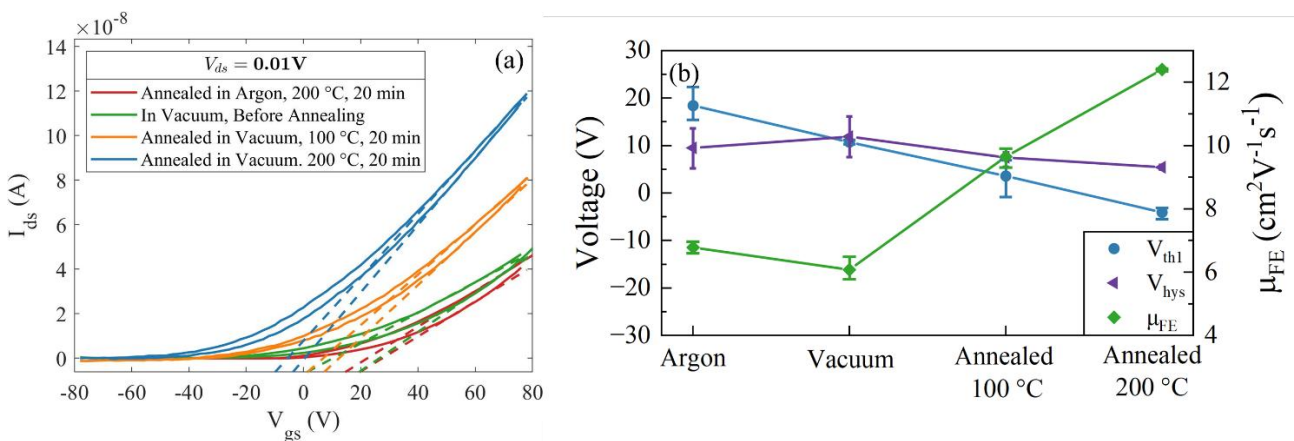 ×10⁻⁸
14
12
10
8
6
4
2
0
I_ds (A)
V_ds = 0.01V
(a)
Annealed in Argon, 200 °C, 20 min
In Vacuum, Before Annealing
Annealed in Vacuum, 100 °C, 20 min
Annealed in Vacuum. 200 °C, 20 min
-80 -60 -40 -20 0 20 40 60 80
V_gs (V)
(b)
30
20
10
0
−10
−20
−30
Voltage (V)
12
10
8
6
4
μ_FE (cm²V⁻¹s⁻¹)
V_th1
V_hys
μ_FE
Argon Vacuum Annealed Annealed
100 °C 200 °C